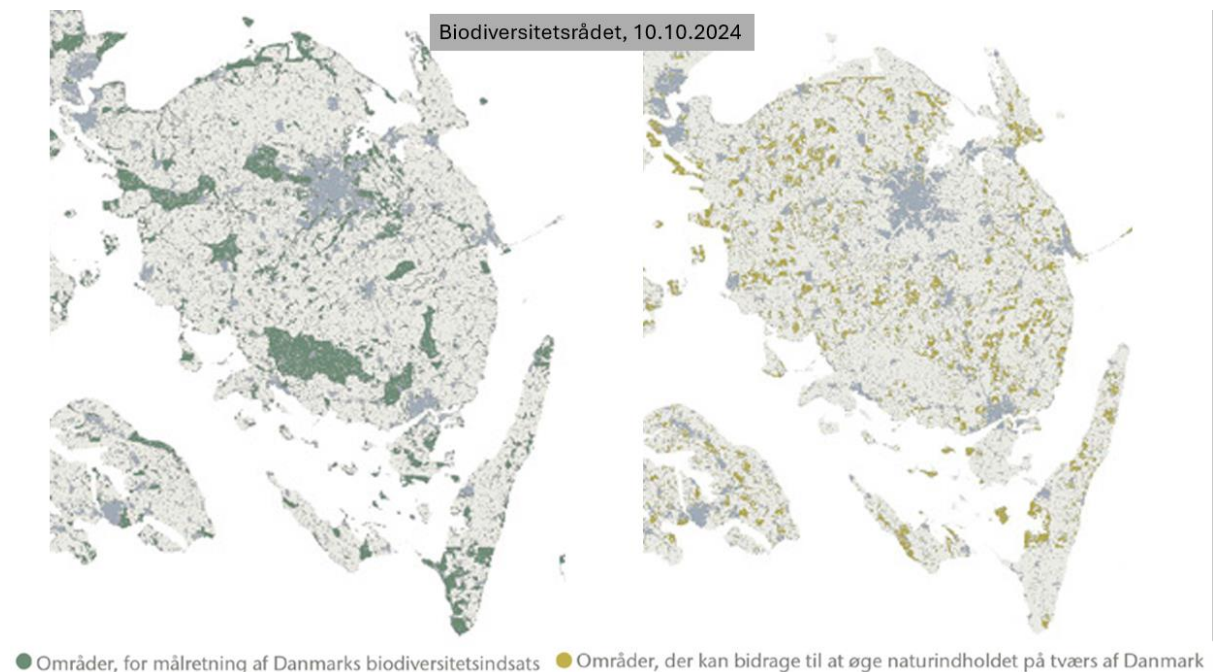 Biodiversitetsrådet, 10.10.2024
Områder, for målretning af Danmarks biodiversitetsindsats
Områder, der kan bidrage til at øge naturindholdet på tværs af Danmark